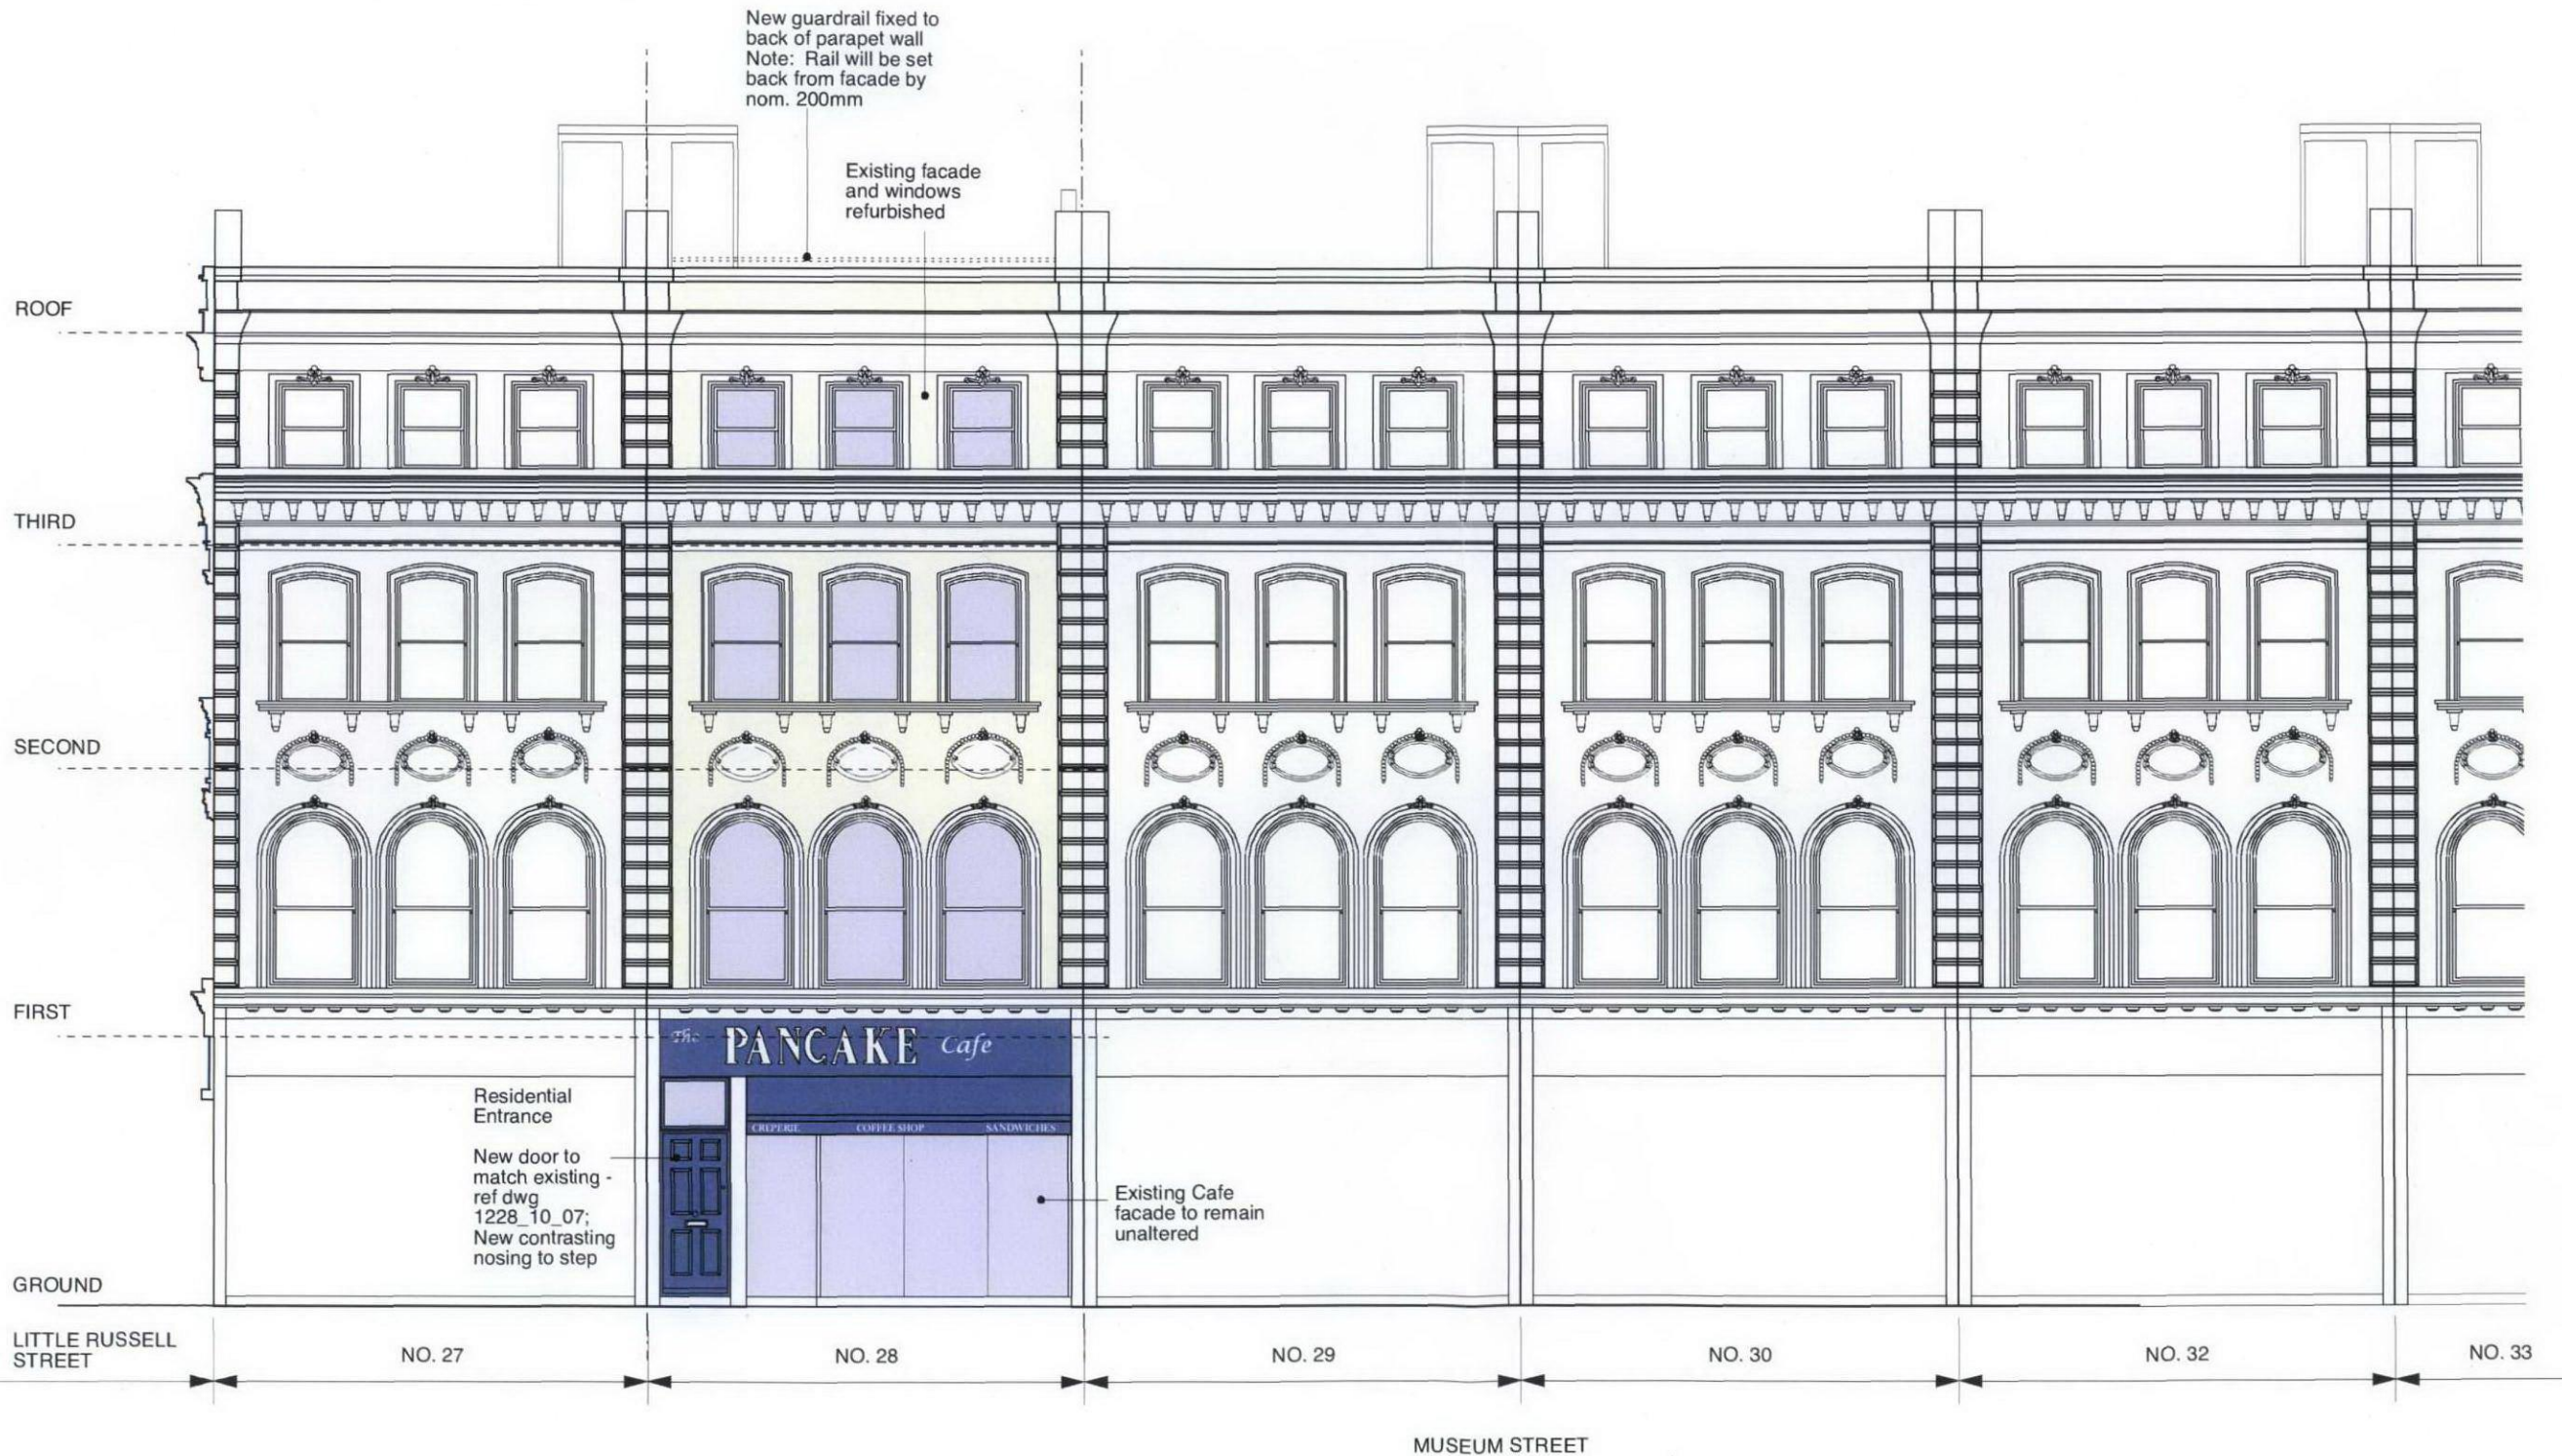 New guardrail fixed to
back of parapet wall
Note: Rail will be set
back from facade by
nom. 200mm
Existing facade
and windows
refurbished
ROOF
THIRD
SECOND
FIRST
The PANCAKE Cafe
Residential
Entrance
CREPERIE COFFEE SHOP SANDWICHES
New door to
match existing -
ref dwg
1228_10_07;
New contrasting
nosing to step
Existing Cafe
facade to remain
unaltered
GROUND
LITTLE RUSSELL
STREET
NO. 27 NO. 28 NO. 29 NO. 30 NO. 32 NO. 33
MUSEUM STREET